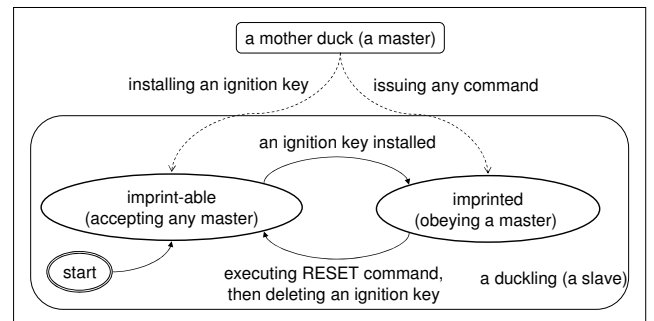 a mother duck (a master)
installing an ignition key
issuing any command
an ignition key installed
imprint-able
(accepting any master)
imprinted
(obeying a master)
start
executing RESET command,
then deleting an ignition key
a duckling (a slave)